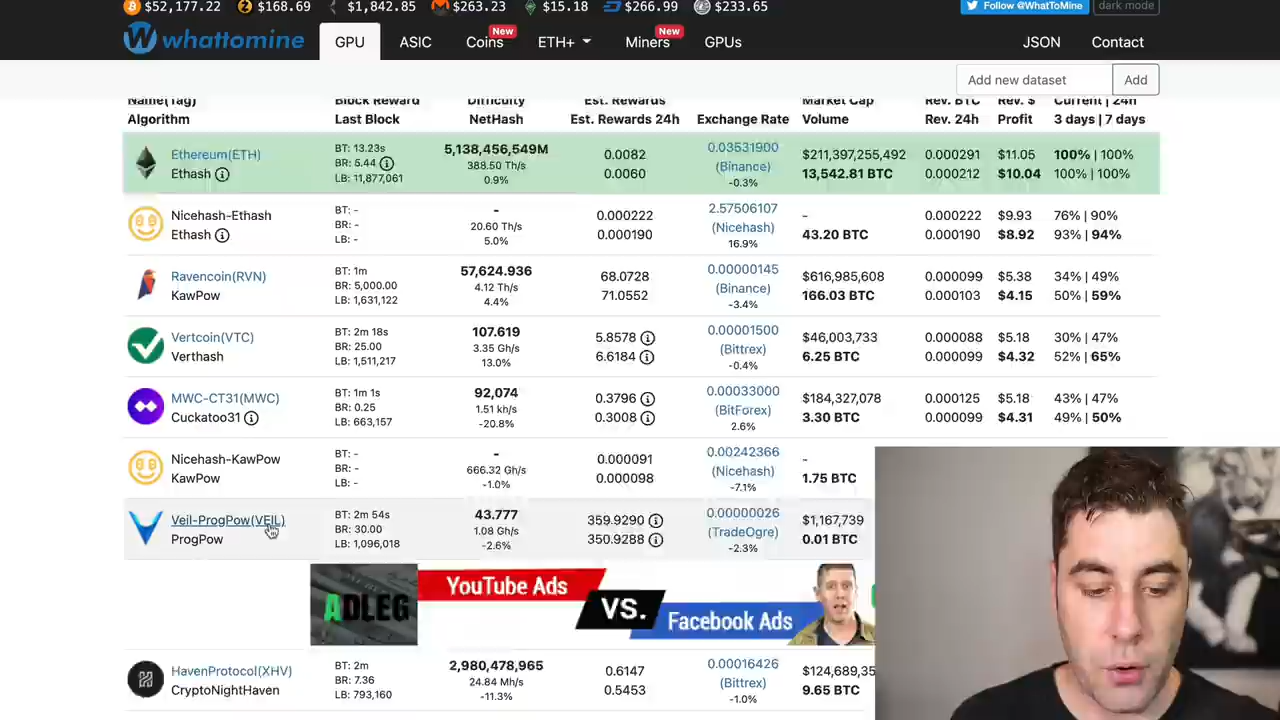 $52,177.22 $168.69 $1,842.85 $263.23 $15.18 $266.99 $233.65 Follow @WhatToMine dark mode
whattomine GPU ASIC Coins New ETH+ Miners New GPUs JSON Contact
Add new dataset Add
Name(Tag) Block Reward Difficulty Est. Rewards Market Cap Rev. BTC Rev. $ Current | 24h
Algorithm Last Block NetHash Est. Rewards 24h Exchange Rate Volume Rev. 24h Profit 3 days | 7 days
Ethereum(ETH) BT: 13.23s 5,138,456,549M 0.0082 0.03531900 $211,397,255,492 0.000291 $11.05 100% | 100%
Ethash BR: 5.44 388.50 Th/s 0.0060 (Binance) 13,542.81 BTC 0.000212 $10.04 100% | 100%
LB: 11,877,061 0.9% -0.3%
Nicehash-Ethash BT: - - 0.000222 2.57506107 - 0.000222 $9.93 76% | 90%
Ethash BR: - 20.60 Th/s 0.000190 (Nicehash) 43.20 BTC 0.000190 $8.92 93% | 94%
LB: - 5.0% 16.9%
Ravencoin(RVN) BT: 1m 57,624.936 68.0728 0.00000145 $616,985,608 0.000099 $5.38 34% | 49%
KawPow BR: 5,000.00 4.12 Th/s 71.0552 (Binance) 166.03 BTC 0.000103 $4.15 50% | 59%
LB: 1,631,122 4.4% -3.4%
Vertcoin(VTC) BT: 2m 18s 107.619 5.8578 0.00001500 $46,003,733 0.000088 $5.18 30% | 47%
Verthash BR: 25.00 3.35 Gh/s 6.6184 (Bittrex) 6.25 BTC 0.000099 $4.32 52% | 65%
LB: 1,511,217 13.0% -0.4%
MWC-CT31(MWC) BT: 1m 1s 92,074 0.3796 0.00033000 $184,327,078 0.000125 $5.18 43% | 47%
Cuckatoo31 BR: 0.25 1.51 kh/s 0.3008 (BitForex) 3.30 BTC 0.000099 $4.31 49% | 50%
LB: 663,157 -20.8% 2.6%
Nicehash-KawPow BT: - - 0.000091 0.00242366 -
KawPow BR: - 666.32 Gh/s 0.000098 (Nicehash) 1.75 BTC
LB: - -1.0% -7.1%
Veil-ProgPow(VEIL) BT: 2m 54s 43.777 359.9290 0.00000026 $1,167,739
ProgPow BR: 30.00 1.08 Gh/s 350.9288 (TradeOgre) 0.01 BTC
LB: 1,096,018 -2.6% -2.3%
ADLEG YouTube Ads VS. Facebook Ads
HavenProtocol(XHV) BT: 2m 2,980,478,965 0.6147 0.00016426 $124,689,35
CryptoNightHaven BR: 7.36 24.84 Mh/s 0.5453 (Bittrex) 9.65 BTC
LB: 793,160 -11.3% -1.0%